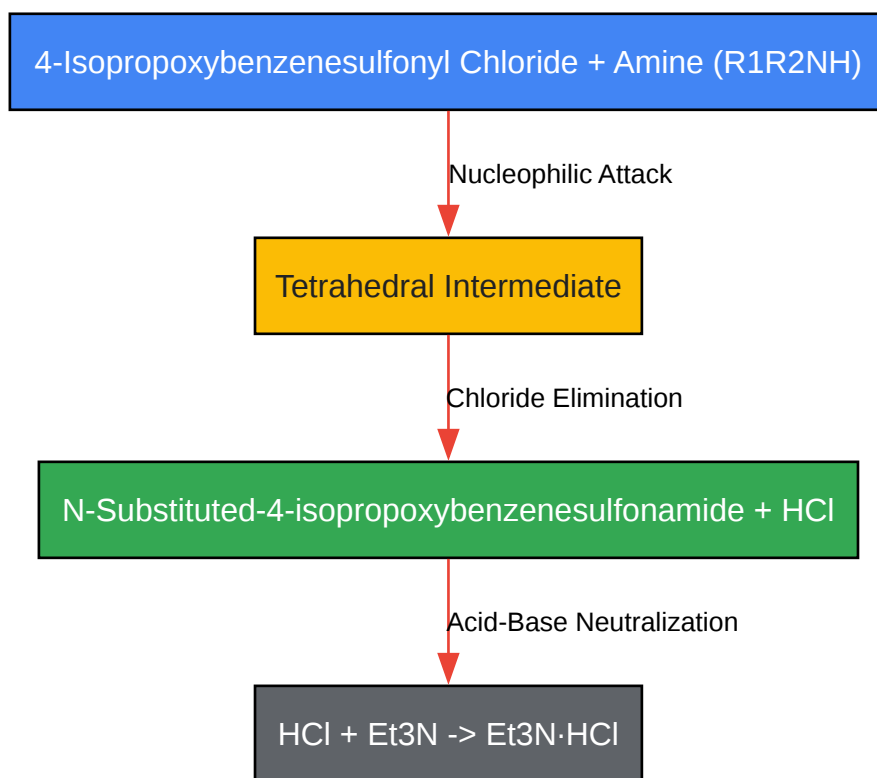 4-Isopropoxybenzenesulfonyl Chloride + Amine (R1R2NH)
Nucleophilic Attack
Tetrahedral Intermediate
Chloride Elimination
N-Substituted-4-isopropoxybenzenesulfonamide + HCl
Acid-Base Neutralization
HCl + Et3N -> Et3N·HCl